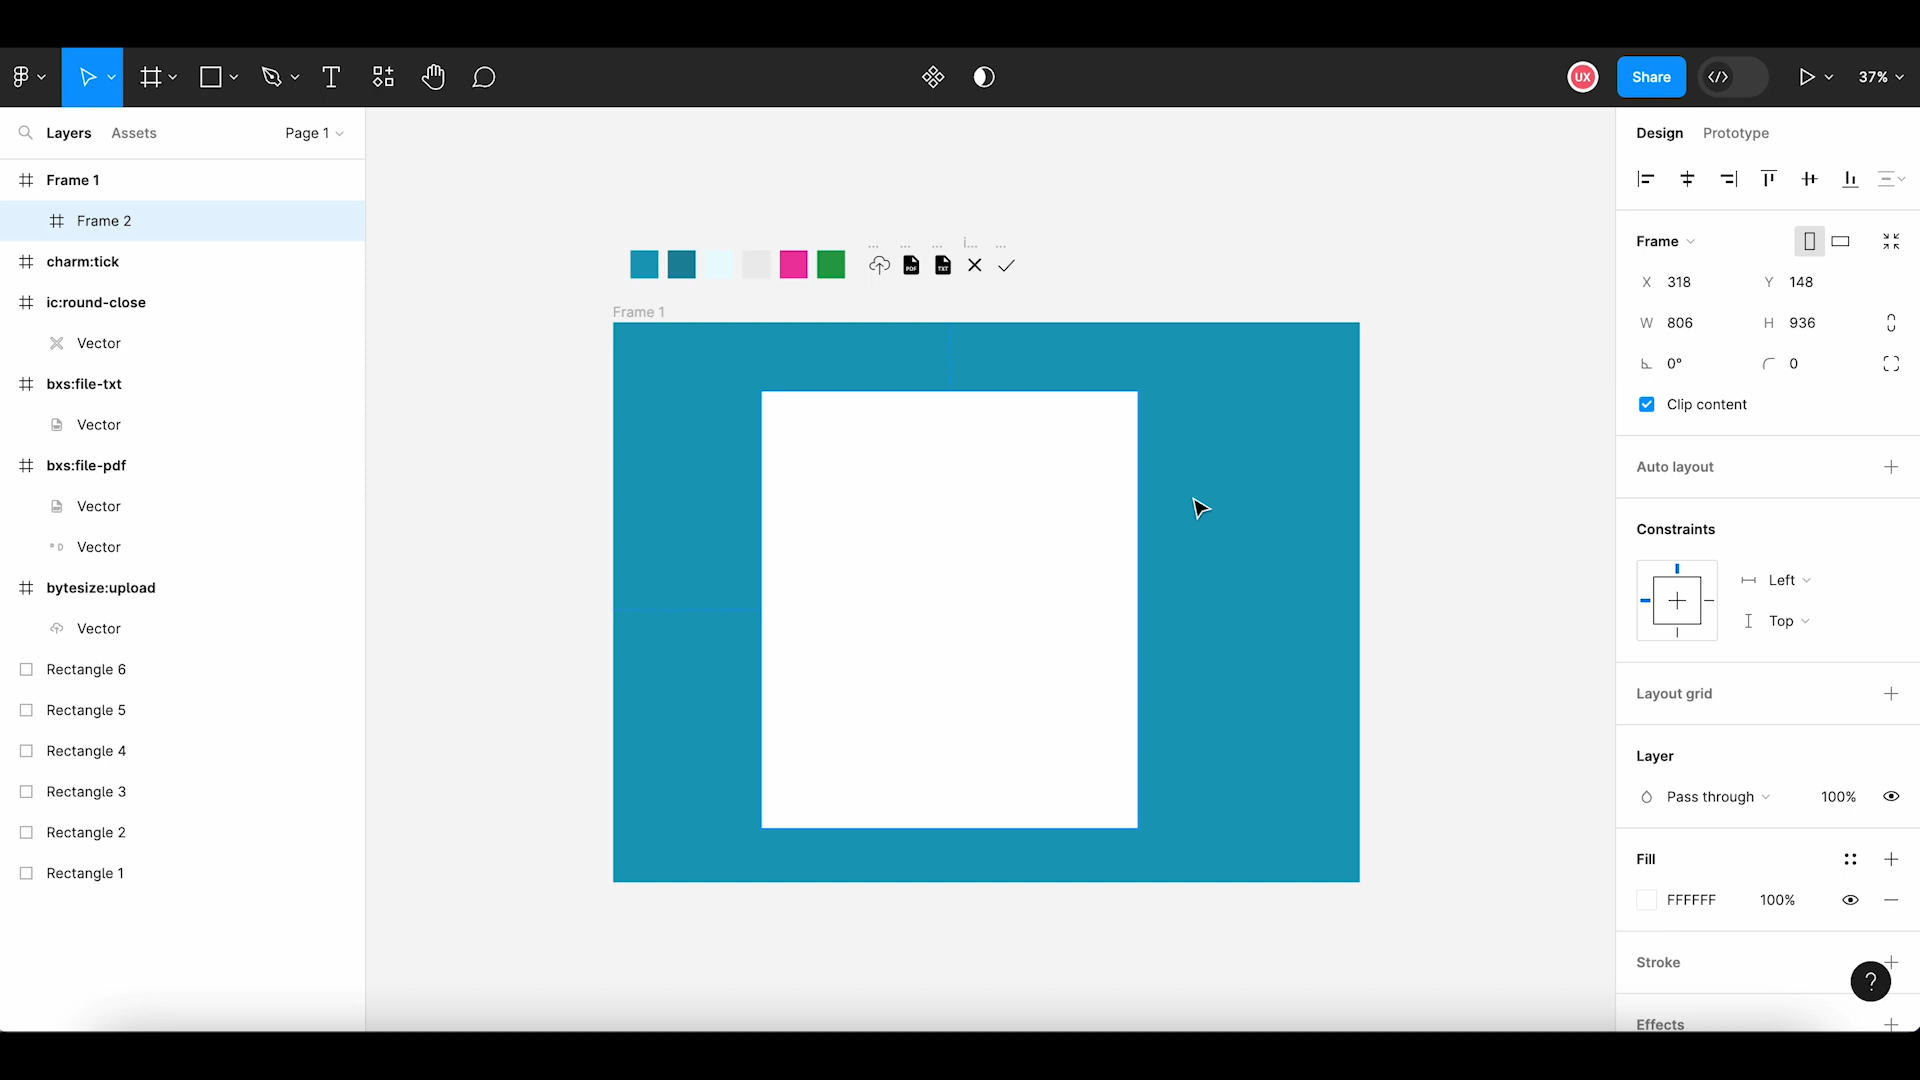 UX
Share
37%
Layers Assets Page 1
Design Prototype
Frame 1
Frame 2
charm:tick
ic:round-close
Vector
bxs:file-txt
Vector
bxs:file-pdf
Vector
Vector
bytesize:upload
Vector
Rectangle 6
Rectangle 5
Rectangle 4
Rectangle 3
Rectangle 2
Rectangle 1
... ... ... i... ...
PDF TXT
Frame 1
Frame
X 318 Y 148
W 806 H 936
0° 0
Clip content
Auto layout
Constraints
Left
Top
Layout grid
Layer
Pass through 100%
Fill
FFFFFF 100%
Stroke
?
Effects